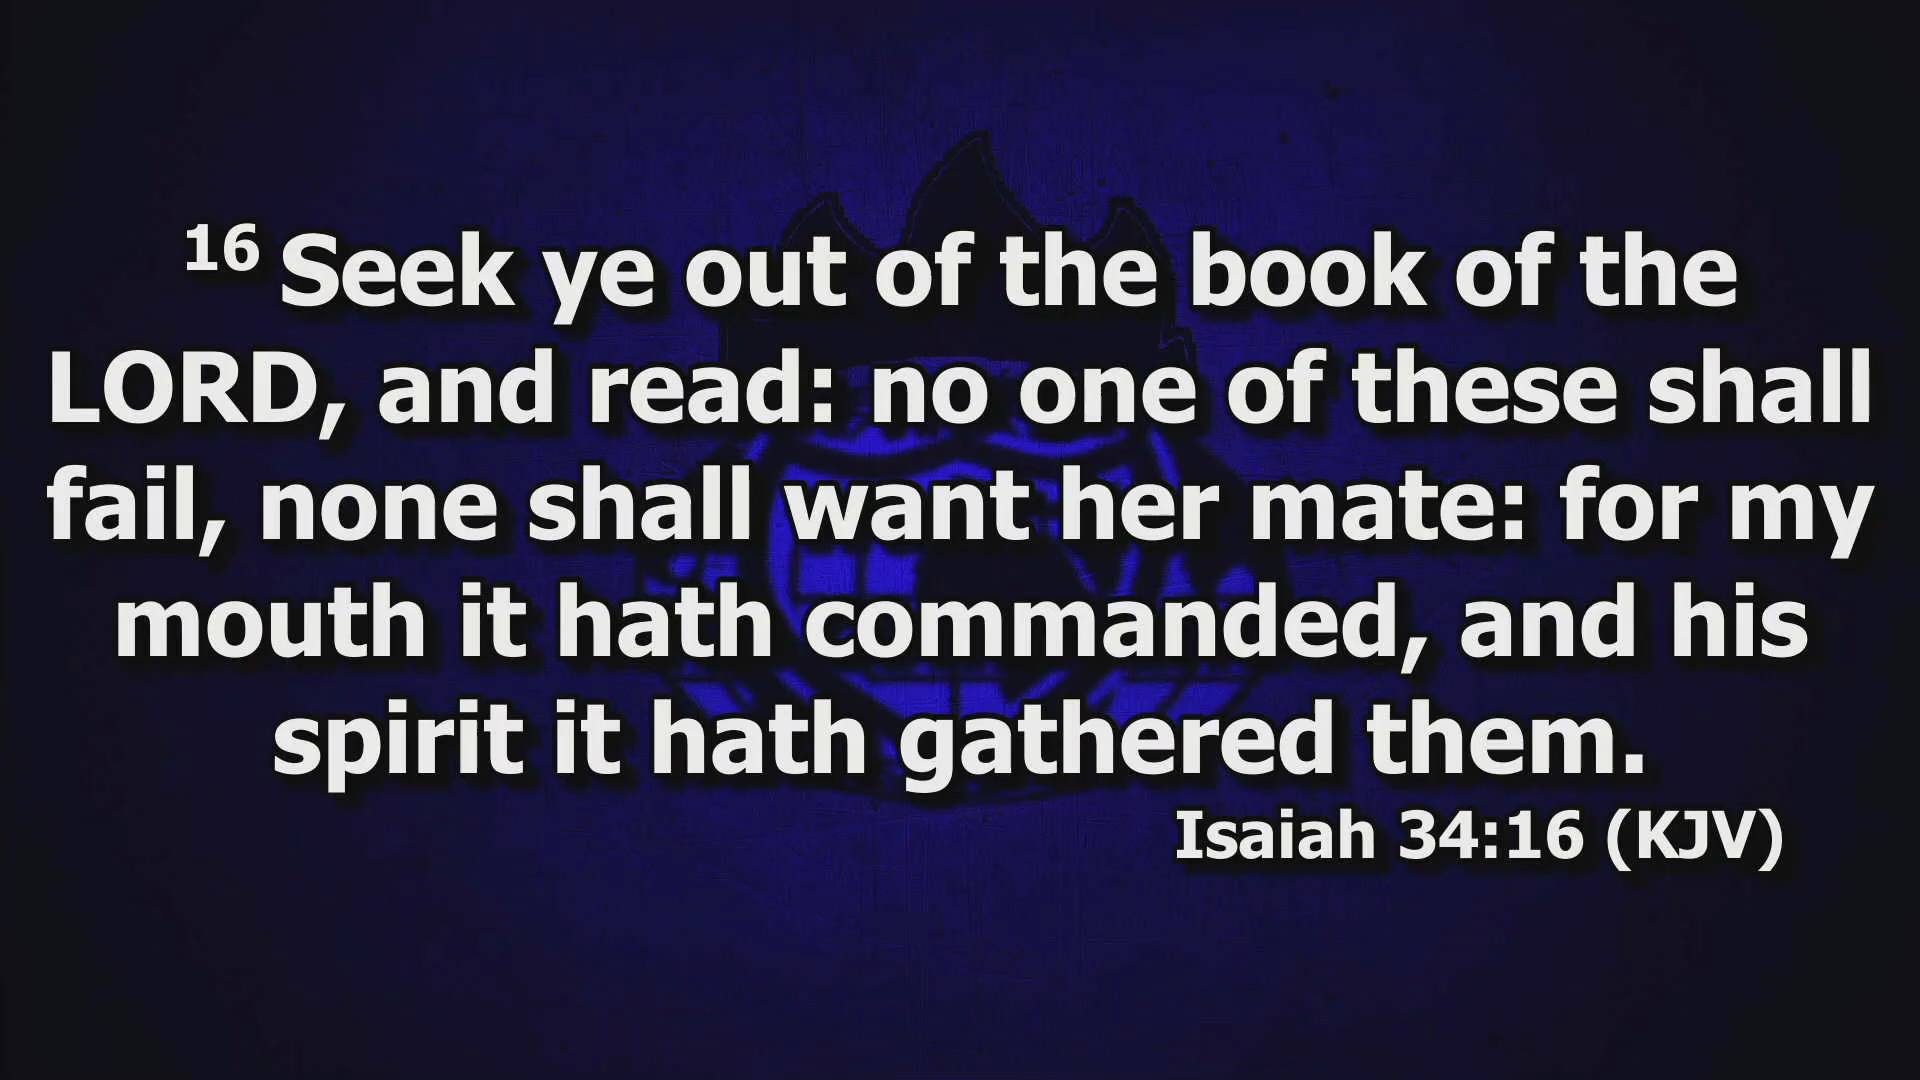 16 Seek ye out of the book of the
LORD, and read: no one of these shall
fail, none shall want her mate: for my
mouth it hath commanded, and his
spirit it hath gathered them.
Isaiah 34:16 (KJV)